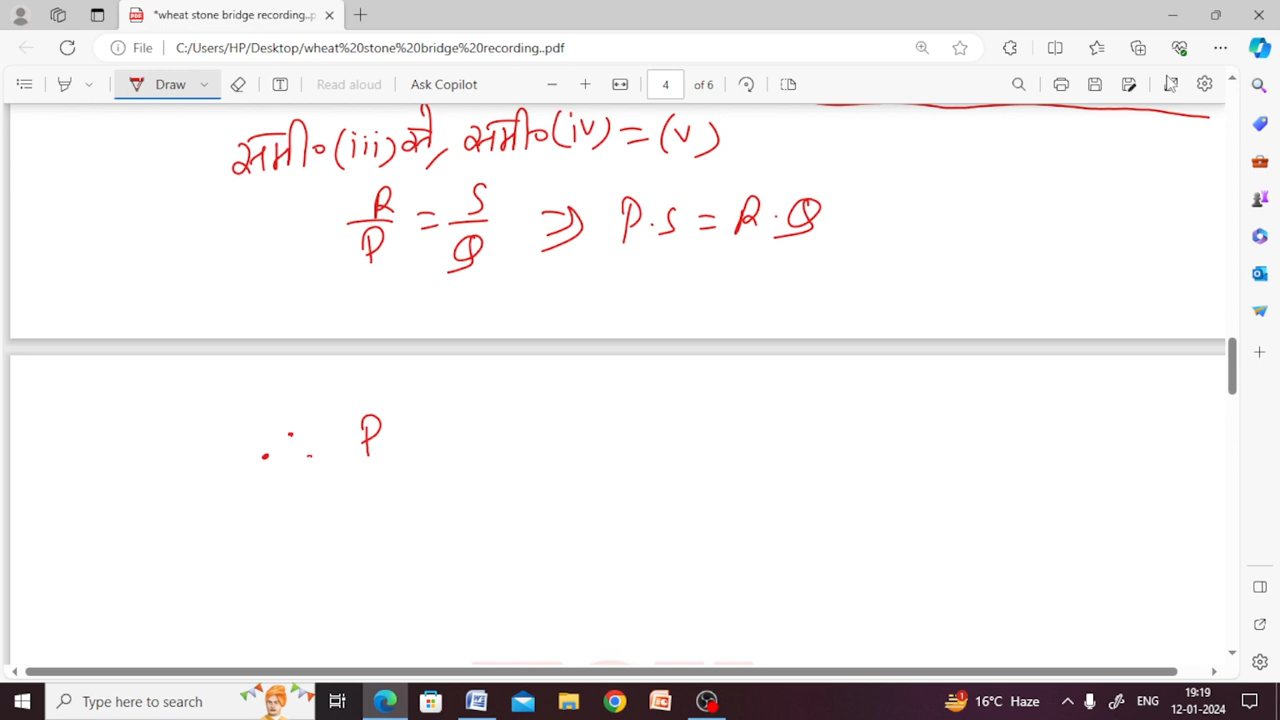 *wheat stone bridge recording..p
File C:/Users/HP/Desktop/wheat%20stone%20bridge%20recording..pdf
Draw Read aloud Ask Copilot 4 of 6
समी०(iii) से, समी०(iv) = (v)
R/P = S/Q ⇒ P·S = R·Q
∴ P
Type here to search 16°C Haze ENG 19:19
12-01-2024
1